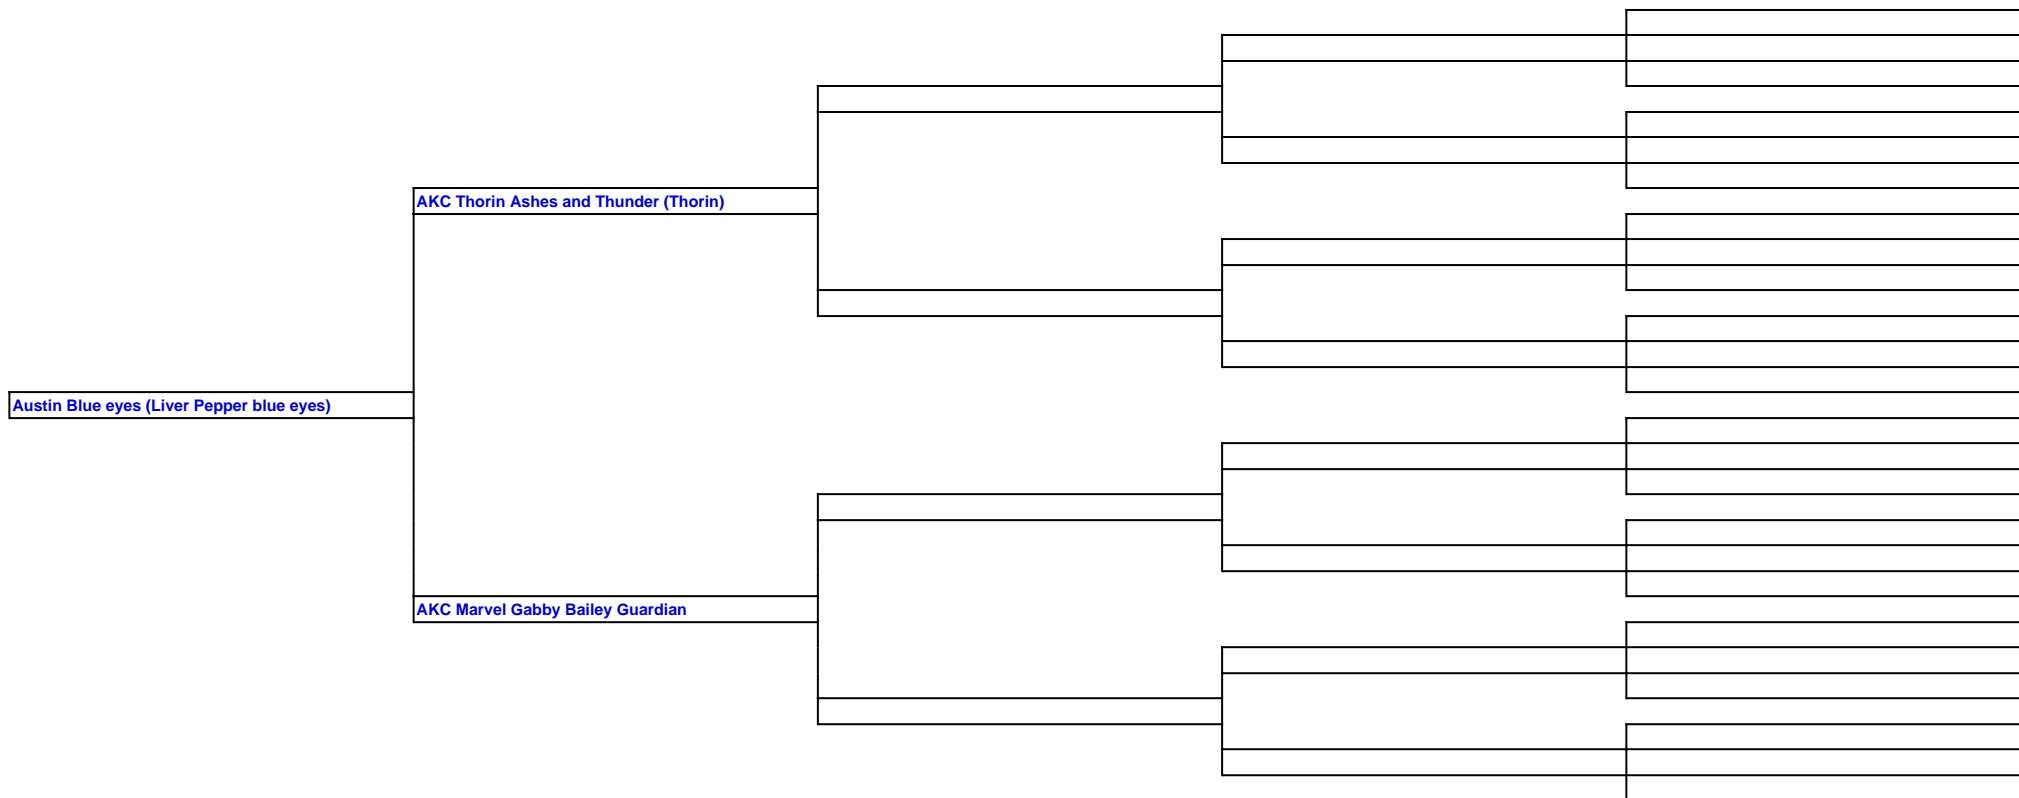 AKC Thorin Ashes and Thunder (Thorin)
Austin Blue eyes (Liver Pepper blue eyes)
AKC Marvel Gabby Bailey Guardian